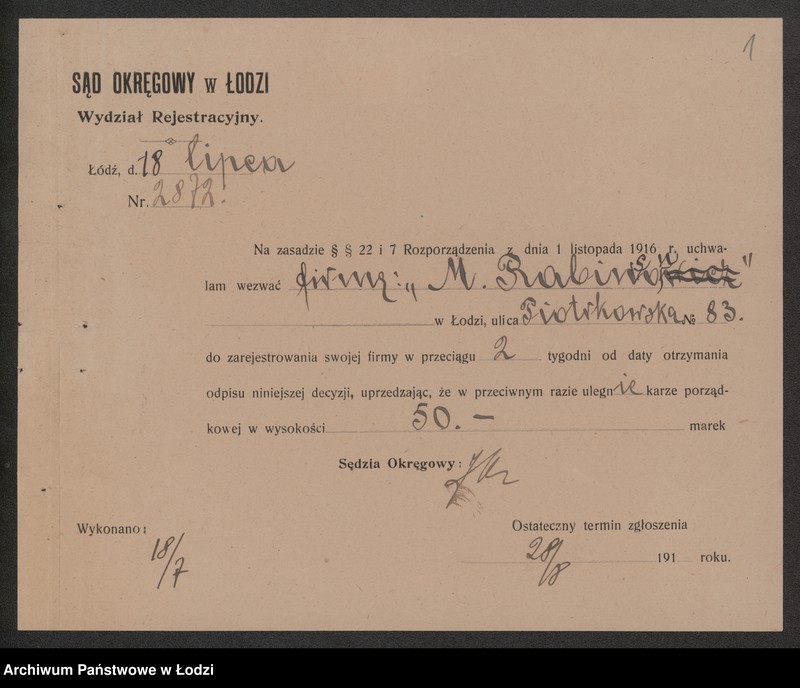 1
SĄD OKRĘGOWY w ŁODZI
Wydział Rejestracyjny.
Łódź, d. 18 lipca
Nr. 2872.
Na zasadzie § § 22 i 7 Rozporządzenia z dnia 1 listopada 1916 r. uchwa-
lam wezwać firmę: „M. Rabinson"
w Łodzi, ulica Piotrkowska № 83.
do zarejestrowania swojej firmy w przeciągu 2 tygodni od daty otrzymania
odpisu niniejszej decyzji, uprzedzając, że w przeciwnym razie ulegnie karze porząd-
kowej w wysokości 50.— marek
Sędzia Okręgowy:
Wykonano:
18/7
Ostateczny termin zgłoszenia
28/8 191 roku.
Archiwum Państwowe w Łodzi